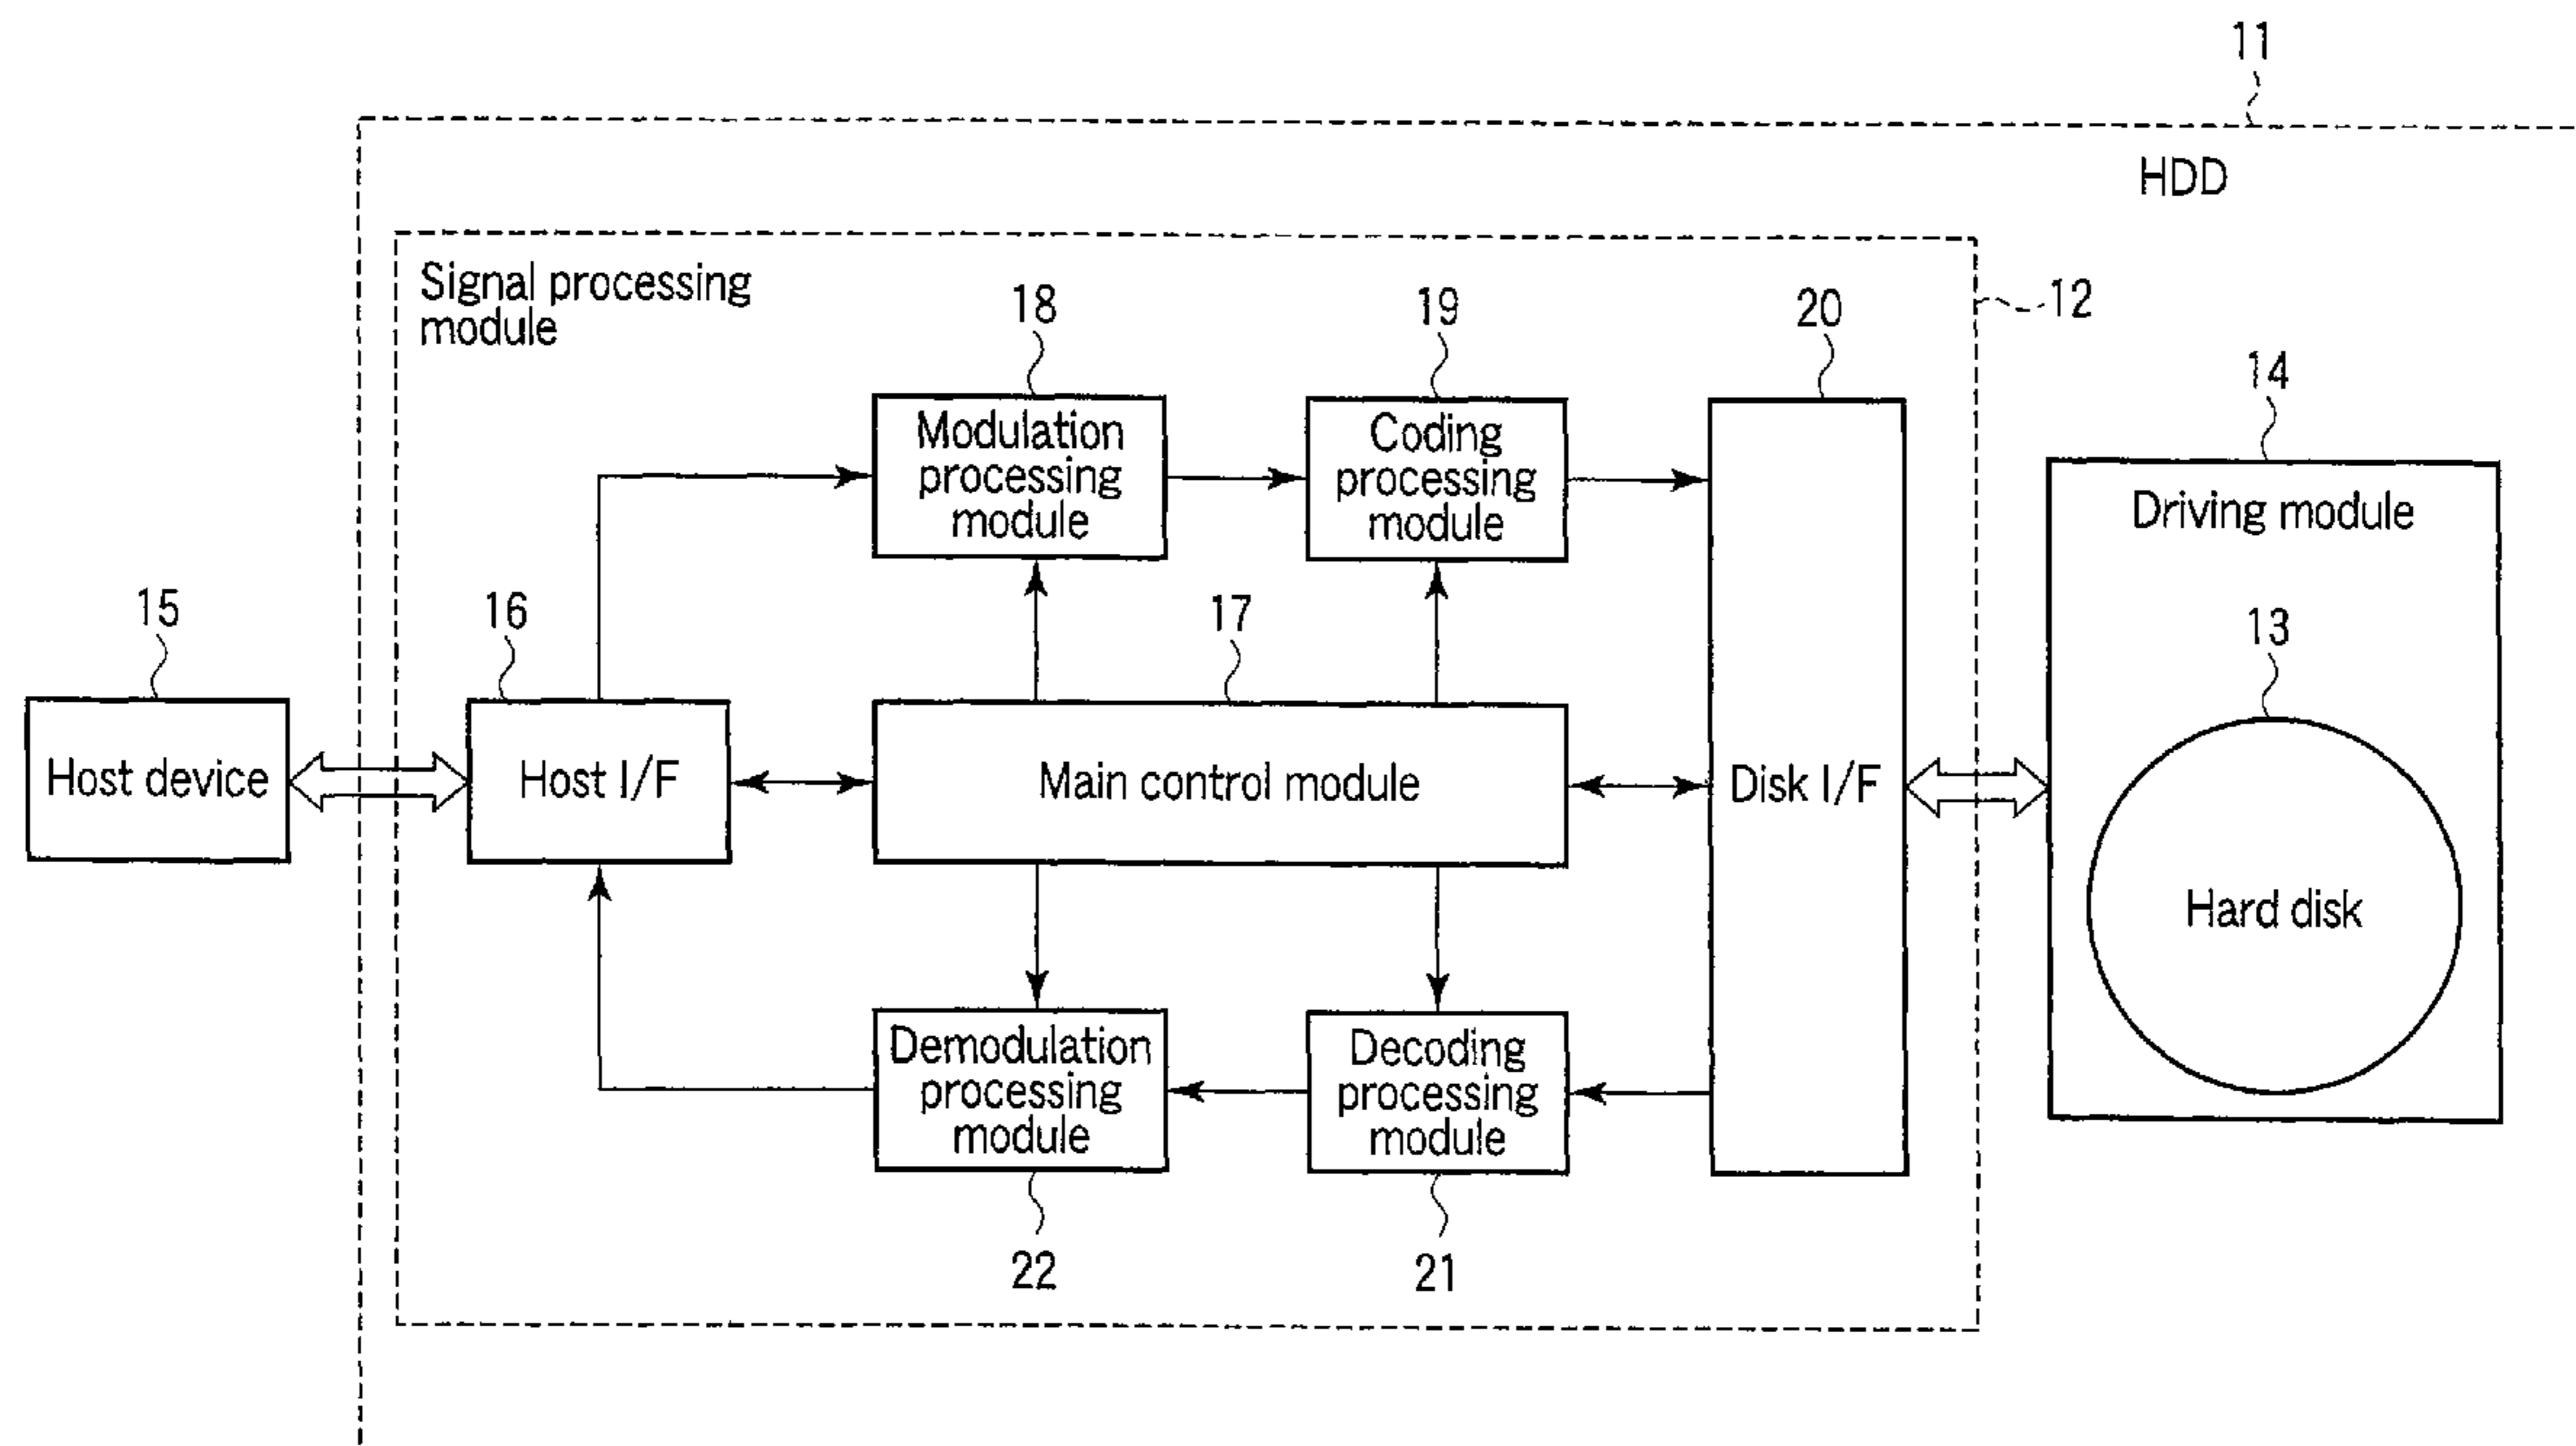 11
HDD
Signal processing
module
12
18
19
20
14
Modulation
processing
module
Coding
processing
module
Driving module
15
16
17
13
Host device
Host I/F
Main control module
Disk I/F
Hard disk
Demodulation
processing
module
Decoding
processing
module
22
21